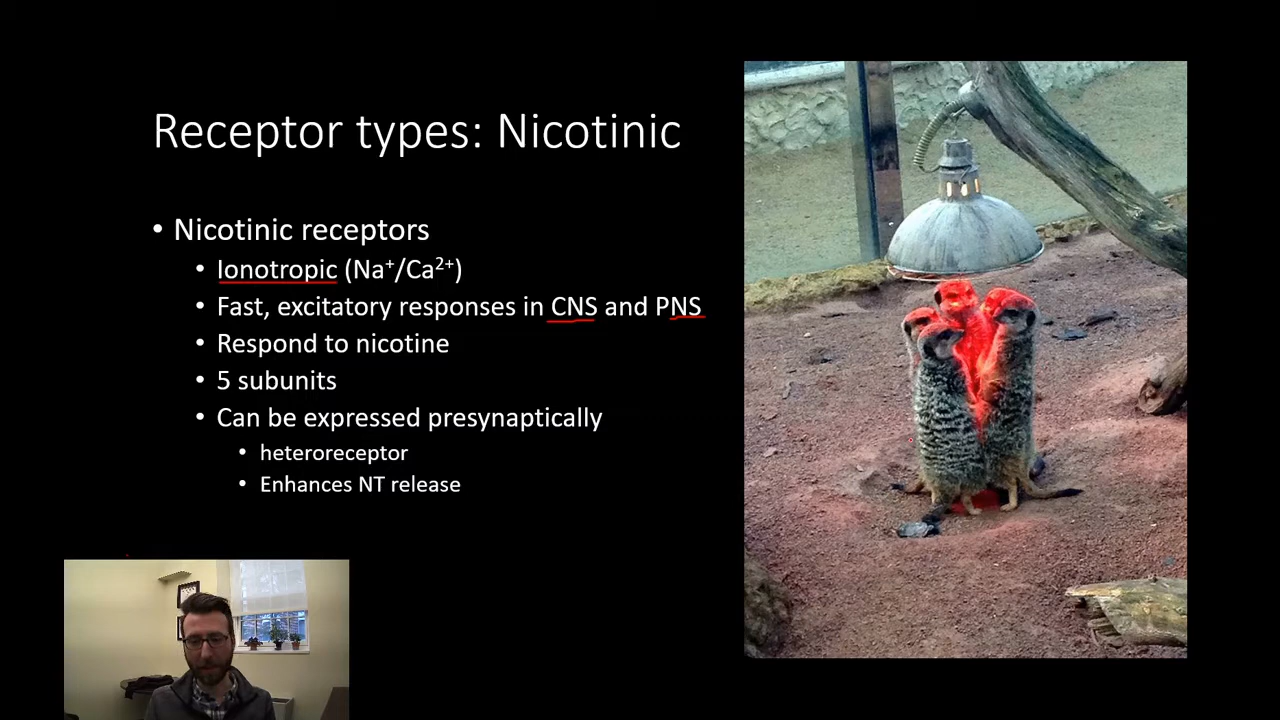 Receptor types: Nicotinic
• Nicotinic receptors
• Ionotropic (Na⁺/Ca²⁺)
• Fast, excitatory responses in CNS and PNS
• Respond to nicotine
• 5 subunits
• Can be expressed presynaptically
• heteroreceptor
• Enhances NT release